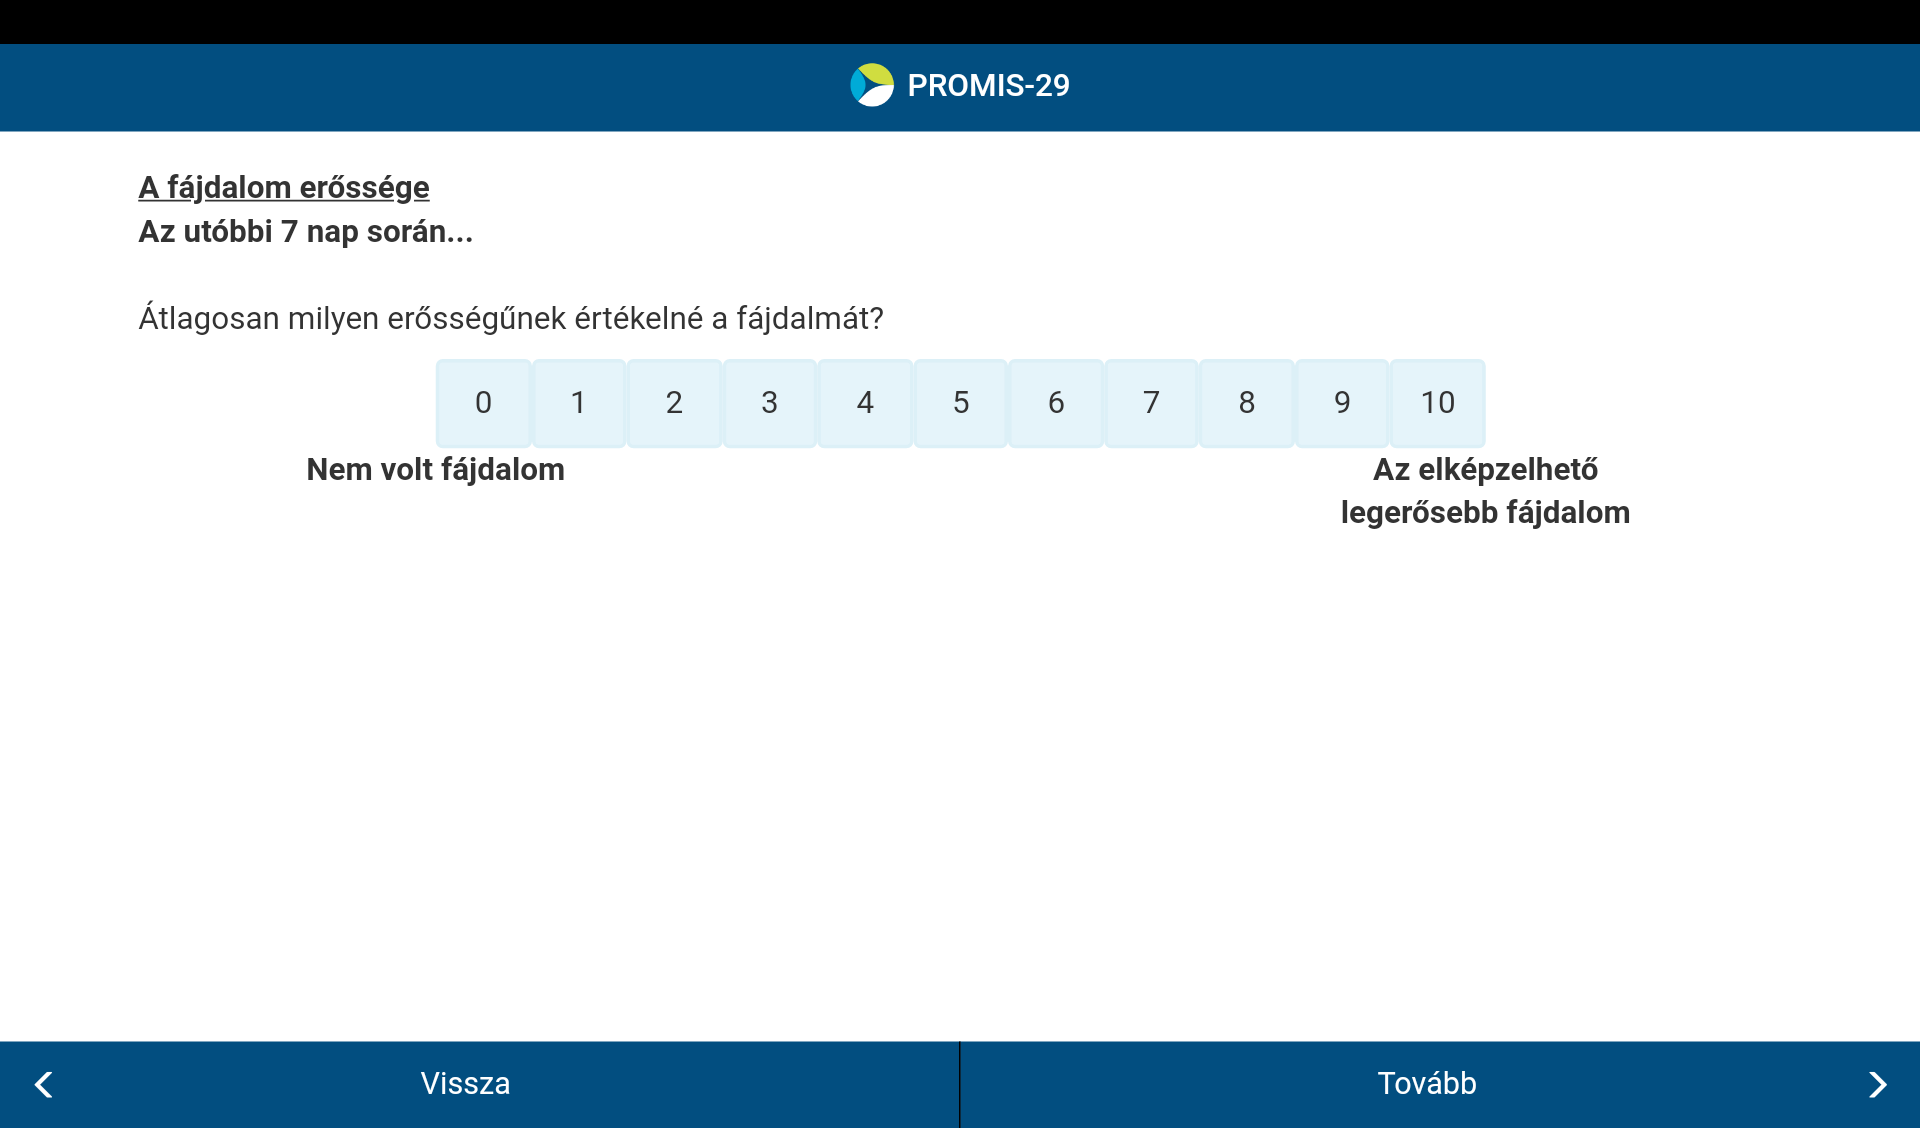 PROMIS-29
A fájdalom erőssége
Az utóbbi 7 nap során...
Átlagosan milyen erősségűnek értékelné a fájdalmát?
0 1 2 3 4 5 6 7 8 9 10
Nem volt fájdalom
Az elképzelhető
legerősebb fájdalom
Vissza
Tovább